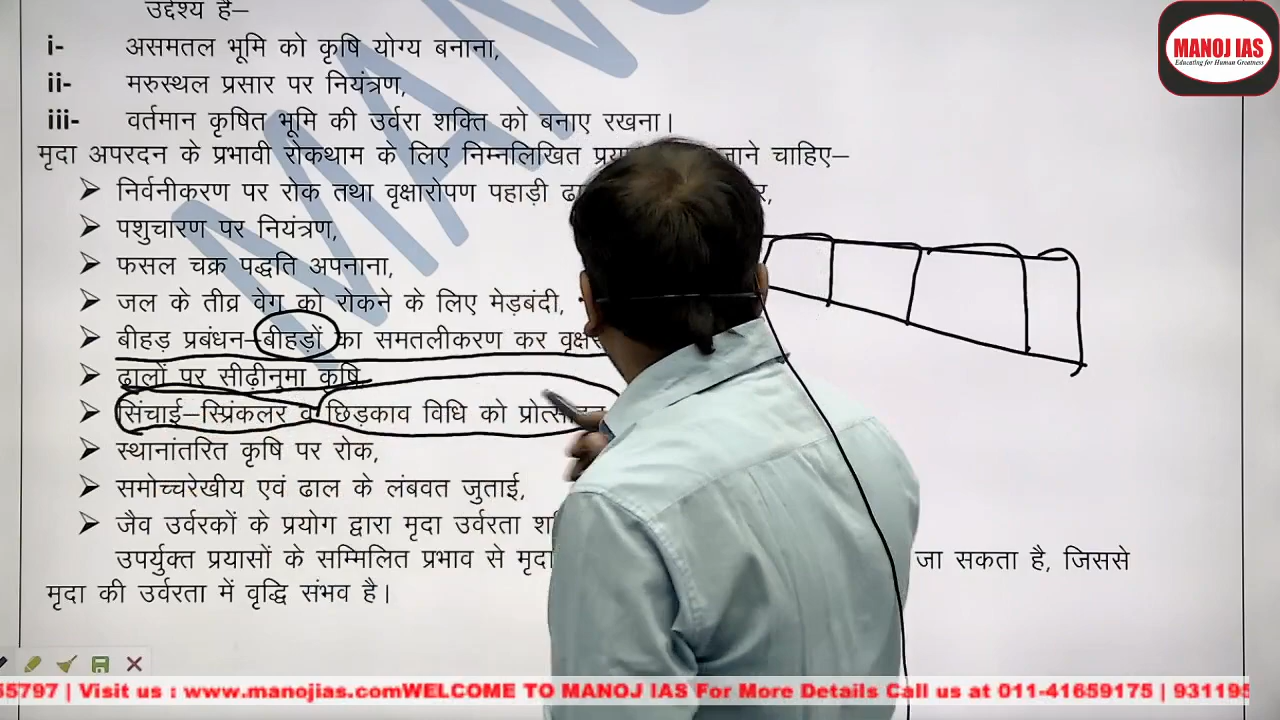 उद्देश्य हैं–
i- असमतल भूमि को कृषि योग्य बनाना,
ii- मरुस्थल प्रसार पर नियंत्रण,
iii- वर्तमान कृषित भूमि की उर्वरा शक्ति को बनाए रखना।
मृदा अपरदन के प्रभावी रोकथाम के लिए निम्नलिखित जाने चाहिए–
➢ निर्वनीकरण पर रोक तथा वृक्षारोपण पहाड़ी
➢ पशुचारण पर नियंत्रण,
➢ फसल चक्र पद्धति अपनाना,
➢ जल के तीव्र वेग को रोकने के लिए मेड़बंदी,
➢ बीहड़ प्रबंधन–बीहड़ों का समतलीकरण कर
➢ ढालों पर सीढ़ीनुमा कृषि
➢ सिंचाई–स्प्रिंकलर व छिड़काव विधि को प्रोत्साहन
➢ स्थानांतरित कृषि पर रोक,
➢ समोच्चरेखीय एवं ढाल के लंबवत जुताई,
➢ जैव उर्वरकों के प्रयोग द्वारा मृदा उर्वरता
उपर्युक्त प्रयासों के सम्मिलित प्रभाव से मृदा जा सकता है, जिससे
मृदा की उर्वरता में वृद्धि संभव है।
MANOJ IAS
Educating for Human Greatness
55797 | Visit us : www.manojias.comWELCOME TO MANOJ IAS For More Details Call us at 011-41659175 | 931195